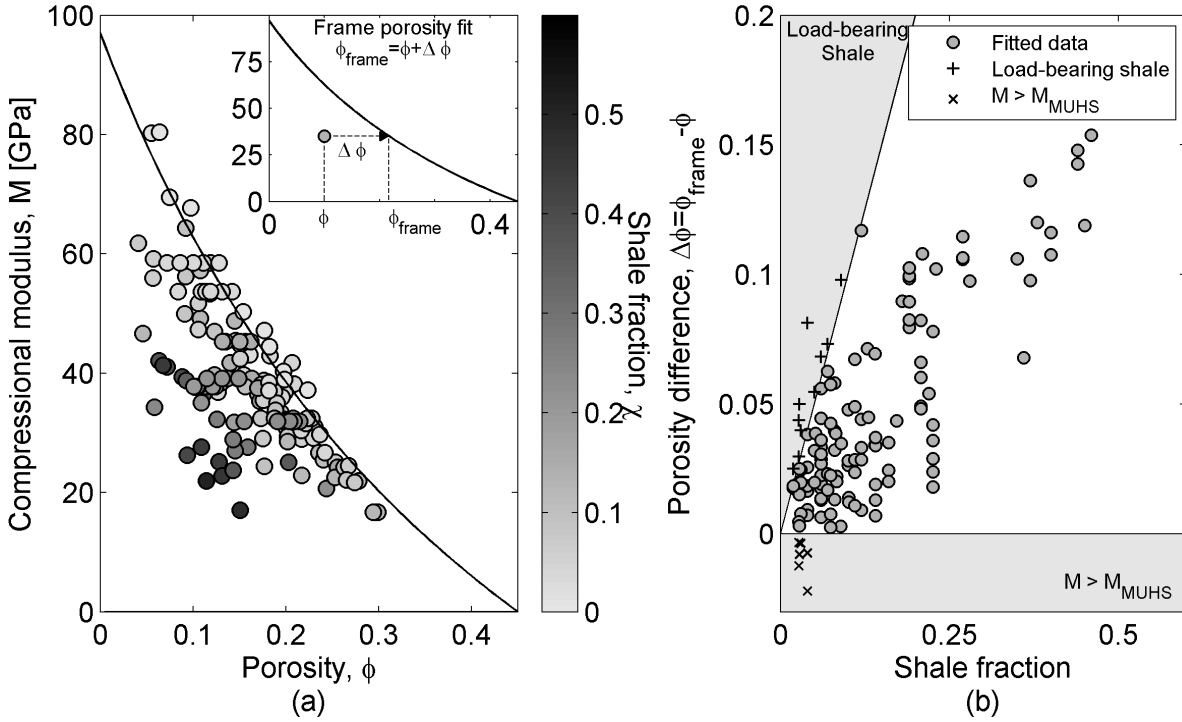 100
80
60
40
20
0
0
0.1
0.2
0.3
0.4
Compressional modulus, M [GPa]
Porosity, ϕ
(a)
Frame porosity fit
ϕframe=ϕ+Δ ϕ
75
50
25
0
0
0.4
Δ ϕ
ϕ
ϕframe
0.5
0.4
0.3
0.2
0.1
0
Shale fraction, χ
0.2
0.15
0.1
0.05
0
0
0.25
0.5
Porosity difference, Δϕ=ϕframe-ϕ
Load-bearing
Shale
Fitted data
Load-bearing shale
M > MMUHS
M > MMUHS
Shale fraction
(b)